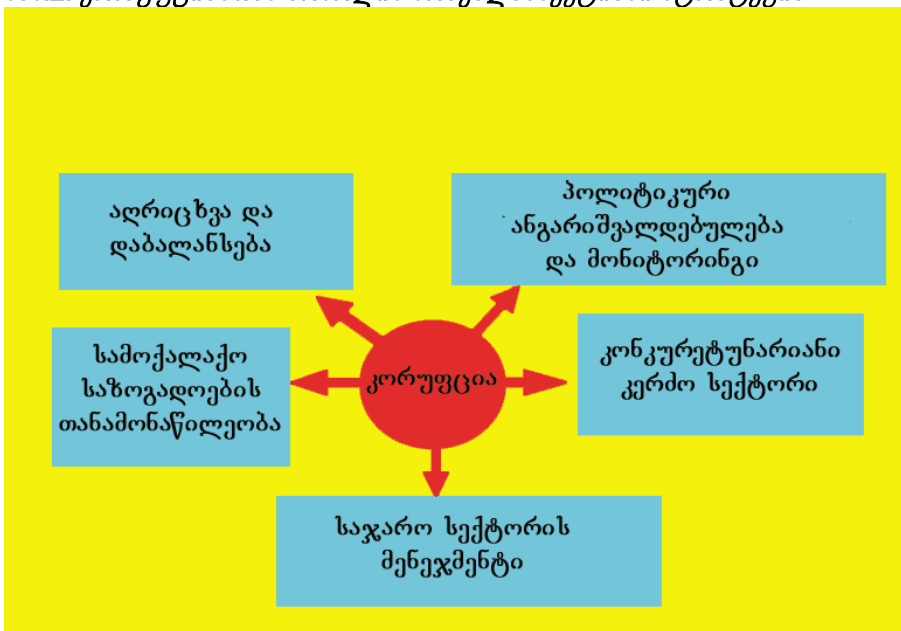 აღრიცხვა და
დაბალანსება
პოლიტიკური
ანგარიშვალდებულება
და მონიტორინგი
სამოქალაქო
საზოგადოების
თანამონაწილეობა
კორუფცია
კონკურეტუნარიანი
კერძო სექტორი
საჯარო სექტორის
მენეჯმენტი